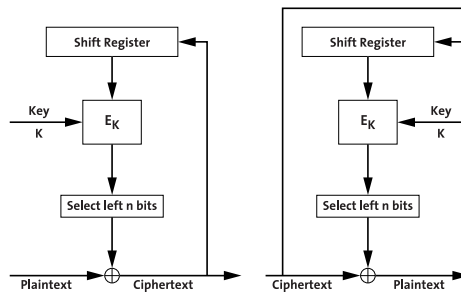 Shift Register
Key
K
E_K
Select left n bits
Plaintext
Ciphertext
Shift Register
E_K
Key
K
Select left n bits
Ciphertext
Plaintext